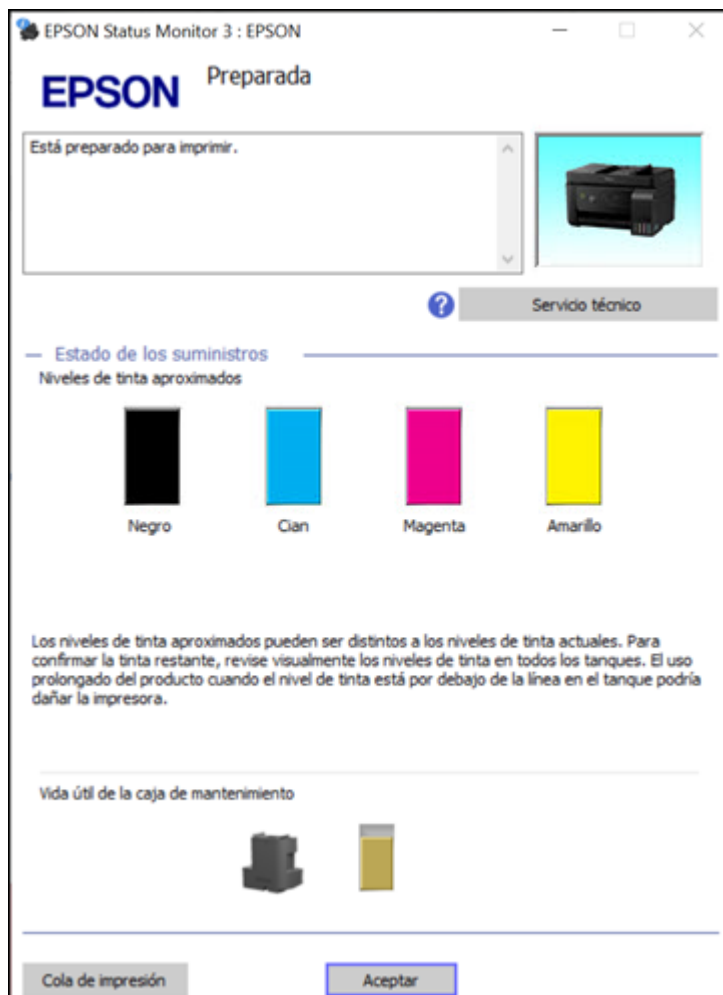 EPSON Status Monitor 3 : EPSON
EPSON
Preparada
Está preparado para imprimir.
?
Servicio técnico
Estado de los suministros
Niveles de tinta aproximados
Negro
Cian
Magenta
Amarillo
Los niveles de tinta aproximados pueden ser distintos a los niveles de tinta actuales. Para
confirmar la tinta restante, revise visualmente los niveles de tinta en todos los tanques. El uso
prolongado del producto cuando el nivel de tinta está por debajo de la línea en el tanque podría
dañar la impresora.
Vida útil de la caja de mantenimiento
Cola de impresión
Aceptar